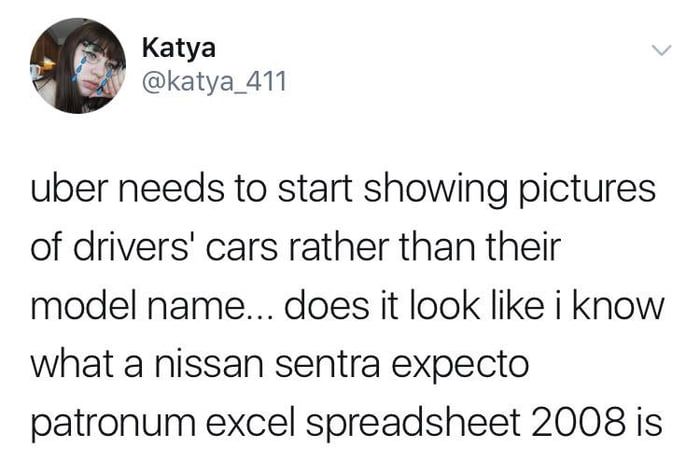 Katya
@katya_411
uber needs to start showing pictures
of drivers' cars rather than their
model name... does it look like i know
what a nissan sentra expecto
patronum excel spreadsheet 2008 is